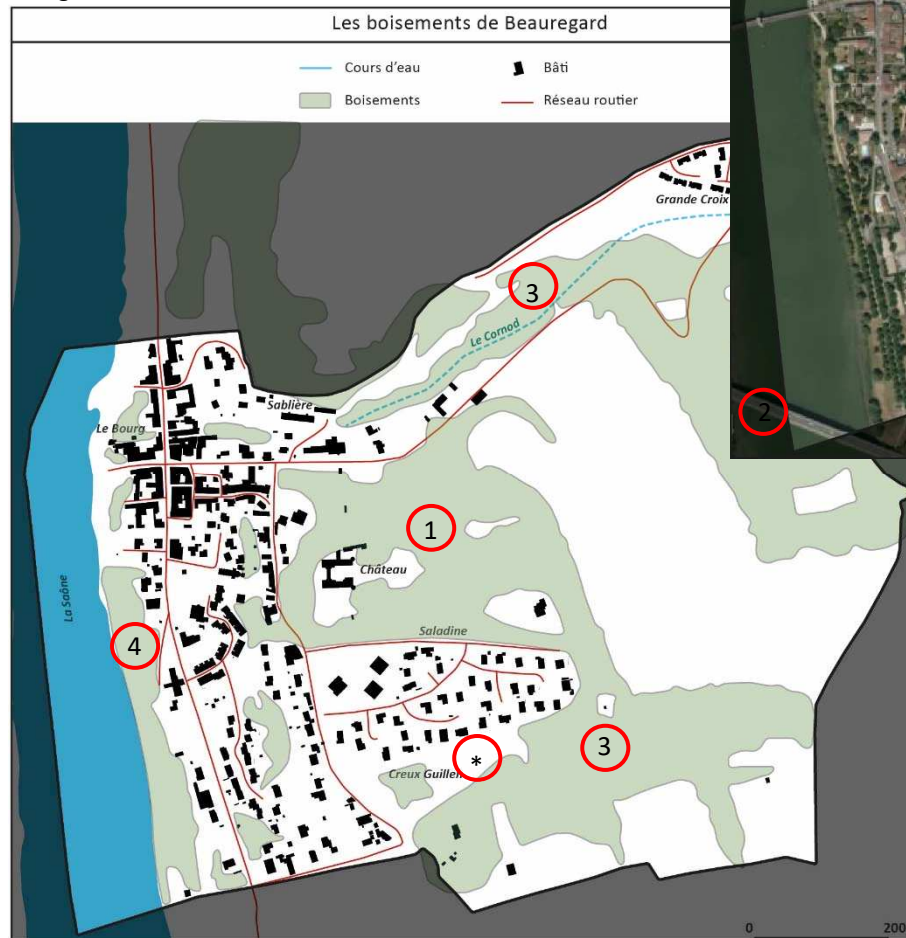 Les boisements de Beauregard
Cours d'eau
Bâti
Boisements
Réseau routier
Grande Croix
3
Le Cornod
2
Sablière
Le Bourg
1
Château
La Saône
4
Saladine
3
*
Creux Guillem
0
200